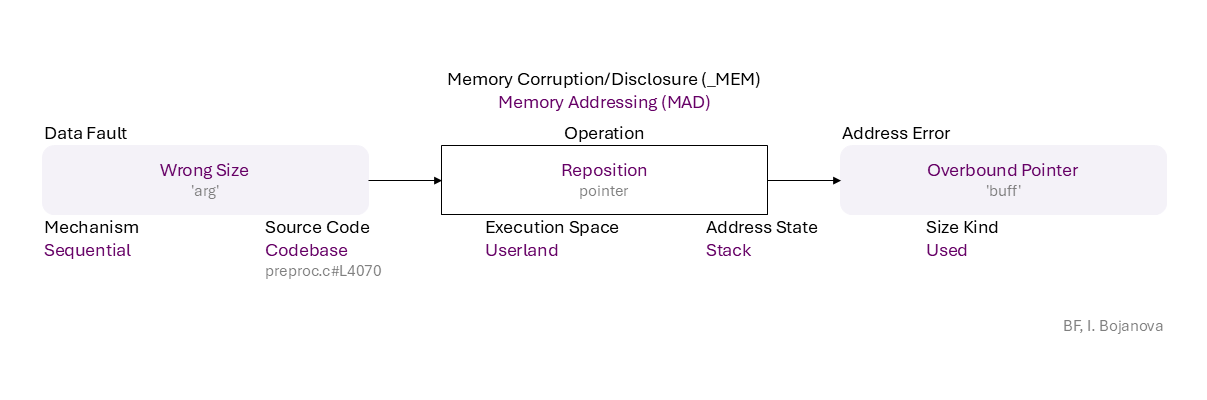 Memory Corruption/Disclosure (_MEM)
Memory Addressing (MAD)
Data Fault
Operation
Address Error
Wrong Size
'arg'
Reposition
pointer
Overbound Pointer
'buff'
Mechanism
Sequential
Source Code
Codebase
preproc.c#L4070
Execution Space
Userland
Address State
Stack
Size Kind
Used
BF, I. Bojanova